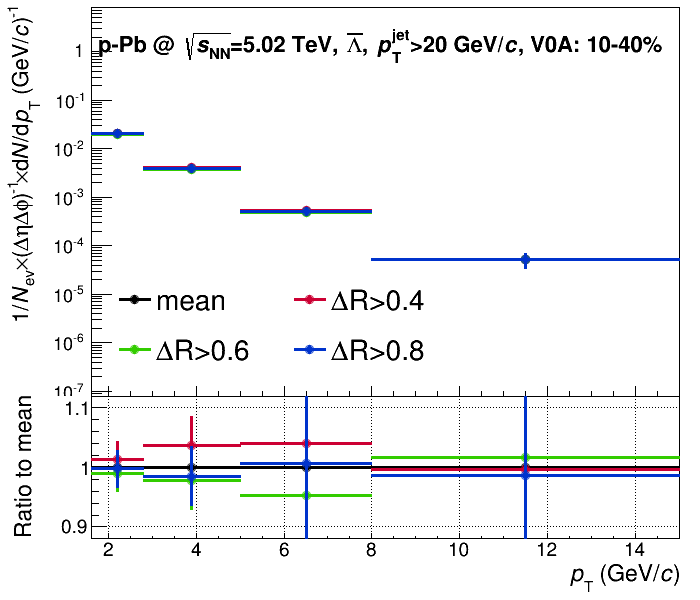 p-Pb @ √sNN=5.02 TeV, Λ̅, pTjet>20 GeV/c, V0A: 10-40%
1/Nev×(ΔηΔφ)-1×dN/dpT (GeV/c)-1
1
10-1
10-2
10-3
10-4
10-5
10-6
10-7
mean
ΔR>0.4
ΔR>0.6
ΔR>0.8
Ratio to mean
1.1
1
0.9
2 4 6 8 10 12 14
pT (GeV/c)